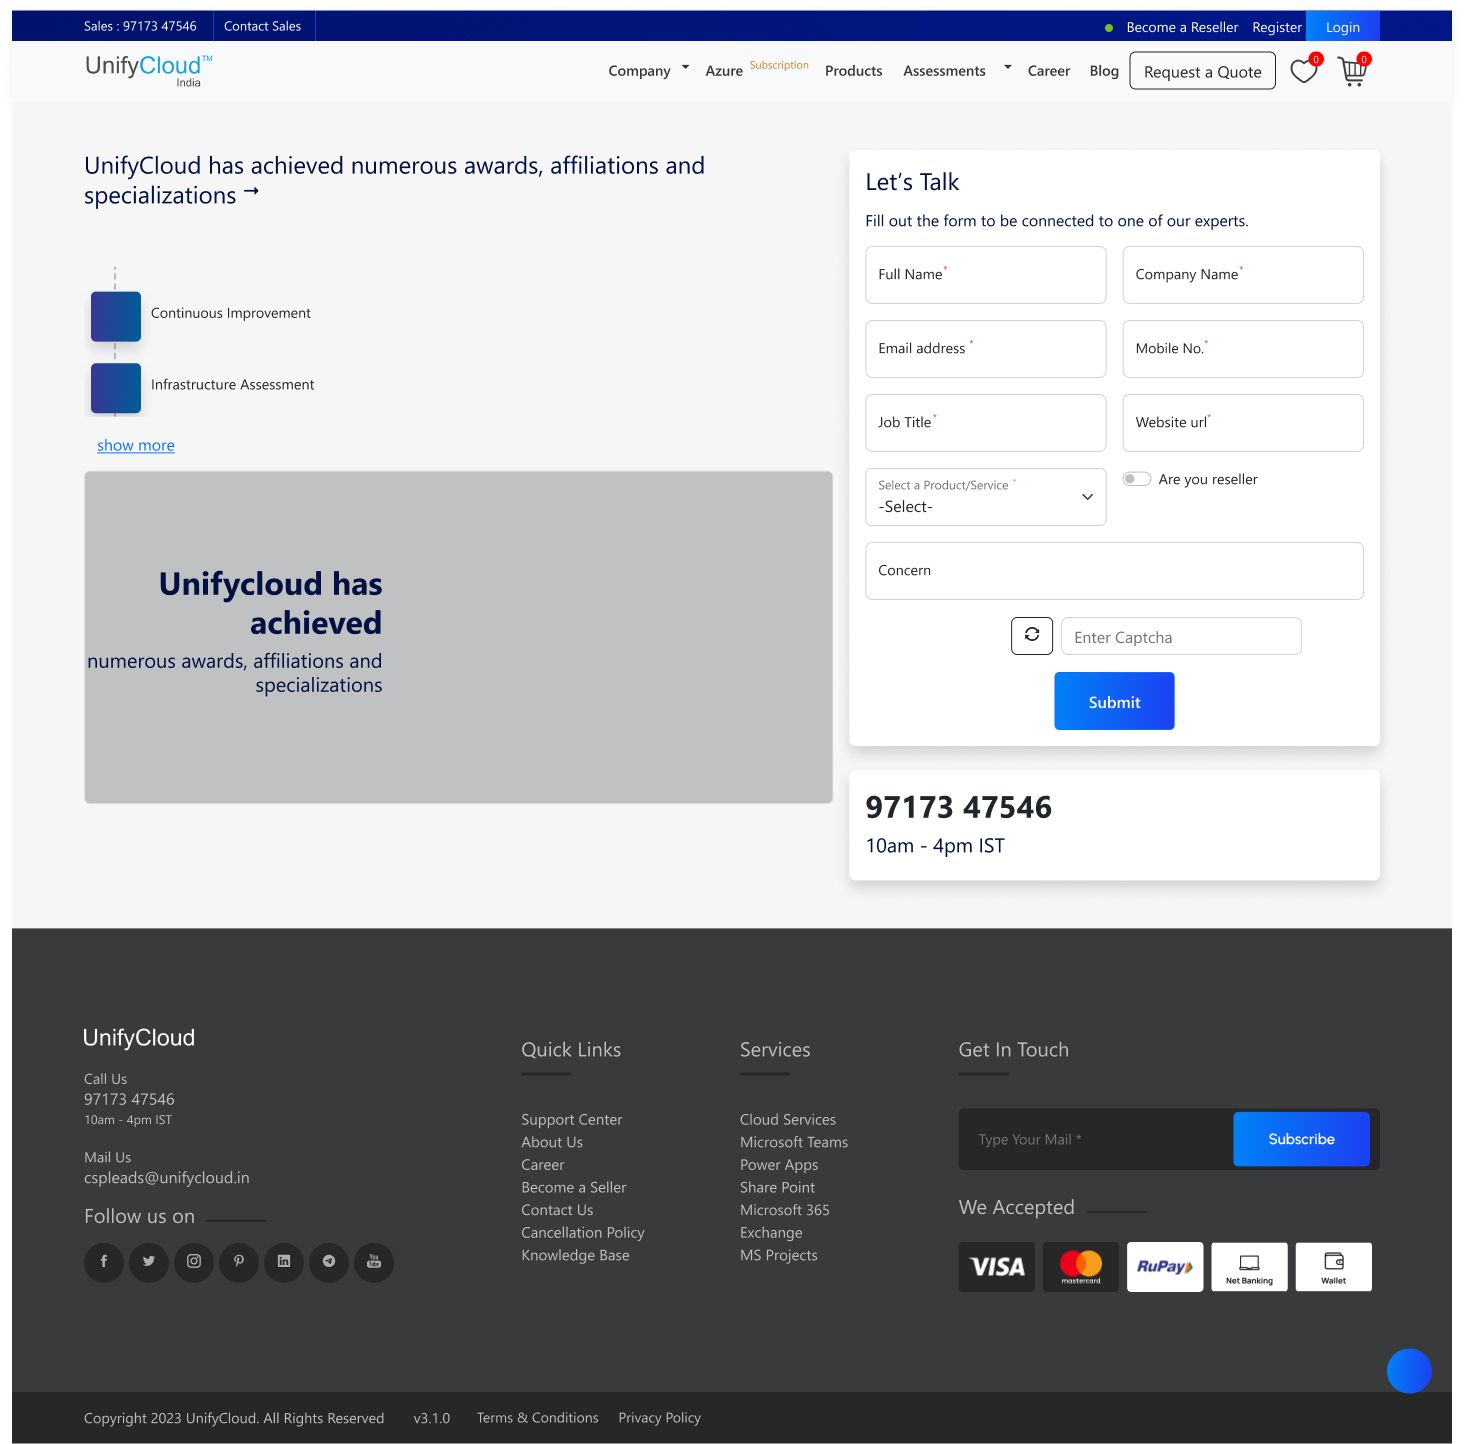 Sales : 97173 47546
Contact Sales
Become a Reseller
Register
Login
UnifyCloud™
India
Company
Azure Subscription
Products
Assessments
Career
Blog
Request a Quote
0
0
UnifyCloud has achieved numerous awards, affiliations and
specializations →
Continuous Improvement
Infrastructure Assessment
show more
Unifycloud has
achieved
numerous awards, affiliations and
specializations
Let's Talk
Fill out the form to be connected to one of our experts.
Full Name*
Company Name*
Email address *
Mobile No.*
Job Title*
Website url*
Select a Product/Service *
-Select-
Are you reseller
Concern
Enter Captcha
Submit
97173 47546
10am - 4pm IST
UnifyCloud
Call Us
97173 47546
10am - 4pm IST
Mail Us
cspleads@unifycloud.in
Follow us on
You
Tube
Quick Links
Support Center
About Us
Career
Become a Seller
Contact Us
Cancellation Policy
Knowledge Base
Services
Cloud Services
Microsoft Teams
Power Apps
Share Point
Microsoft 365
Exchange
MS Projects
Get In Touch
Type Your Mail *
Subscribe
We Accepted
VISA
mastercard.
RuPay
Net Banking
Wallet
Copyright 2023 UnifyCloud. All Rights Reserved
v3.1.0
Terms & Conditions
Privacy Policy